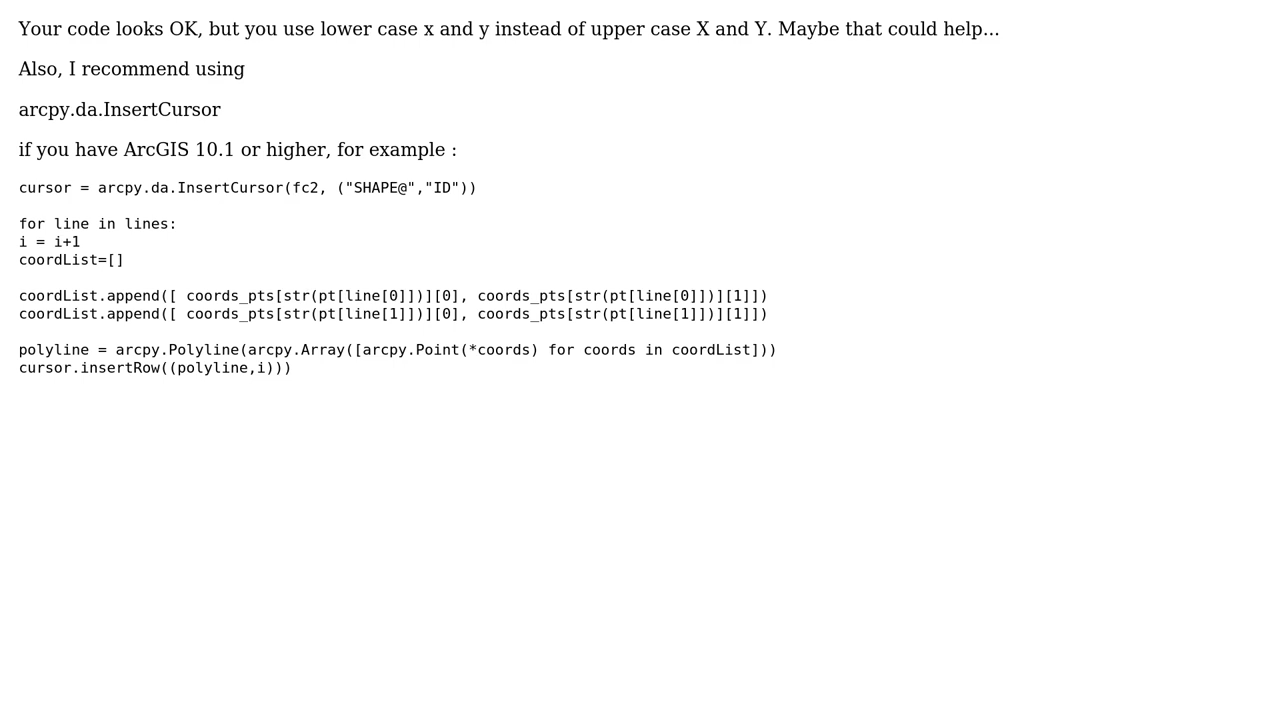 Your code looks OK, but you use lower case x and y instead of upper case X and Y. Maybe that could help...
Also, I recommend using
arcpy.da.InsertCursor
if you have ArcGIS 10.1 or higher, for example :
cursor = arcpy.da.InsertCursor(fc2, ("SHAPE@","ID"))
for line in lines:
i = i+1
coordList=[]
coordList.append([ coords_pts[str(pt[line[0]])][0], coords_pts[str(pt[line[0]])][1]])
coordList.append([ coords_pts[str(pt[line[1]])][0], coords_pts[str(pt[line[1]])][1]])
polyline = arcpy.Polyline(arcpy.Array([arcpy.Point(*coords) for coords in coordList]))
cursor.insertRow((polyline,i)))